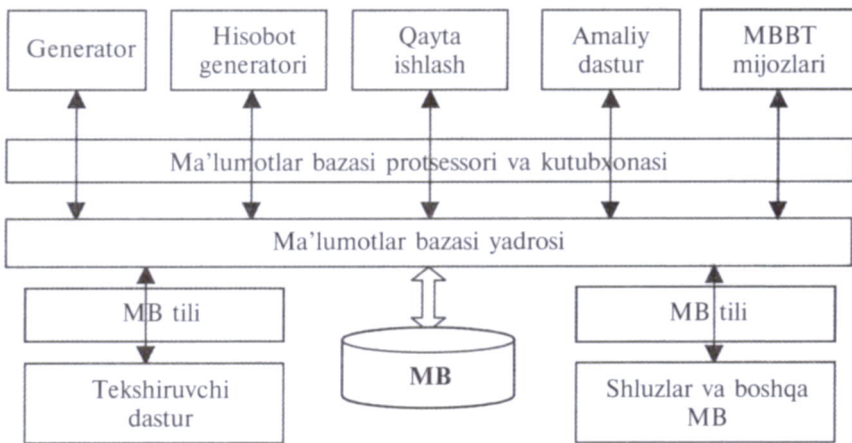 Generator
Hisobot
generatori
Qayta
ishlash
Amaliy
dastur
MBBT
mijozlari
Ma'lumotlar bazasi protsessori va kutubxonasi
Ma'lumotlar bazasi yadrosi
MB tili
MB tili
MB
Tekshiruvchi
dastur
Shluzlar va boshqa
MB